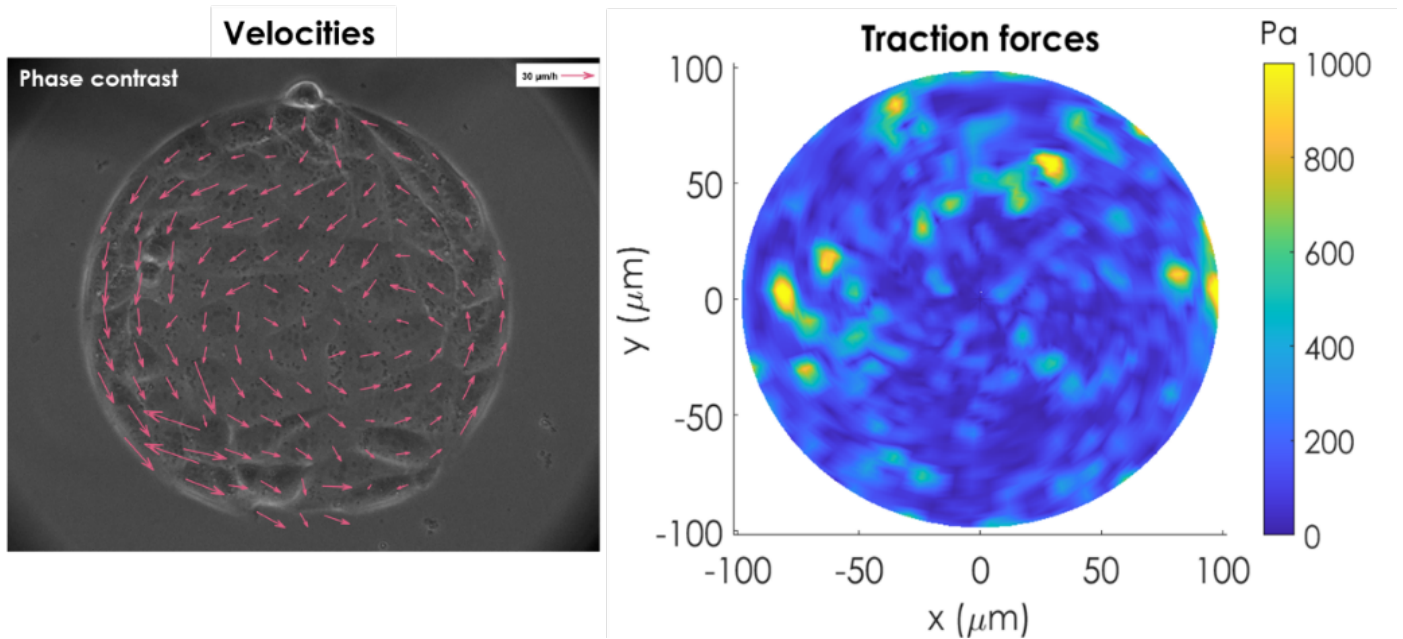 Velocities
Phase contrast
30 µm/h
Traction forces
Pa
1000
800
600
400
200
0
y (µm)
100
50
0
-50
-100
-100 -50 0 50 100
x (µm)